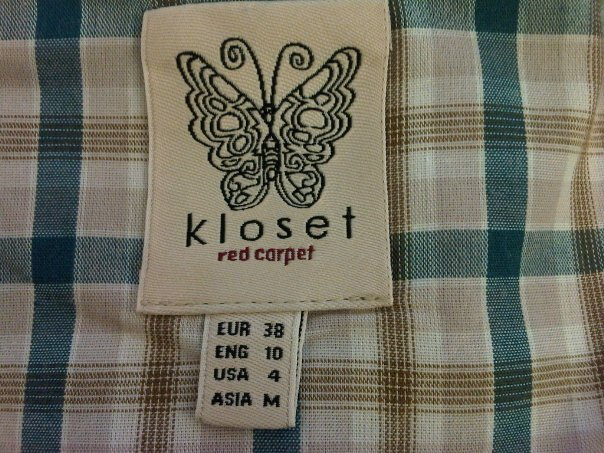 kloset
red carpet
EUR 38
ENG 10
USA 4
ASIA M